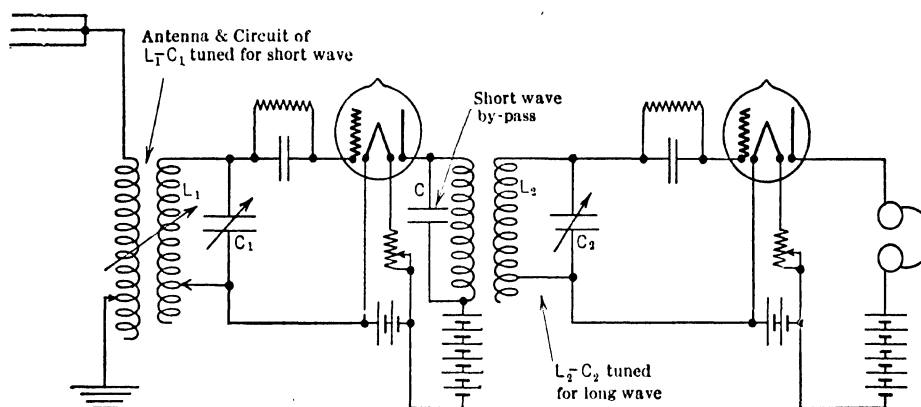 Antenna & Circuit of
L₁-C₁ tuned for short wave
Short wave
by-pass
L₁
C₁
C
L₂
C₂
L₂-C₂ tuned
for long wave